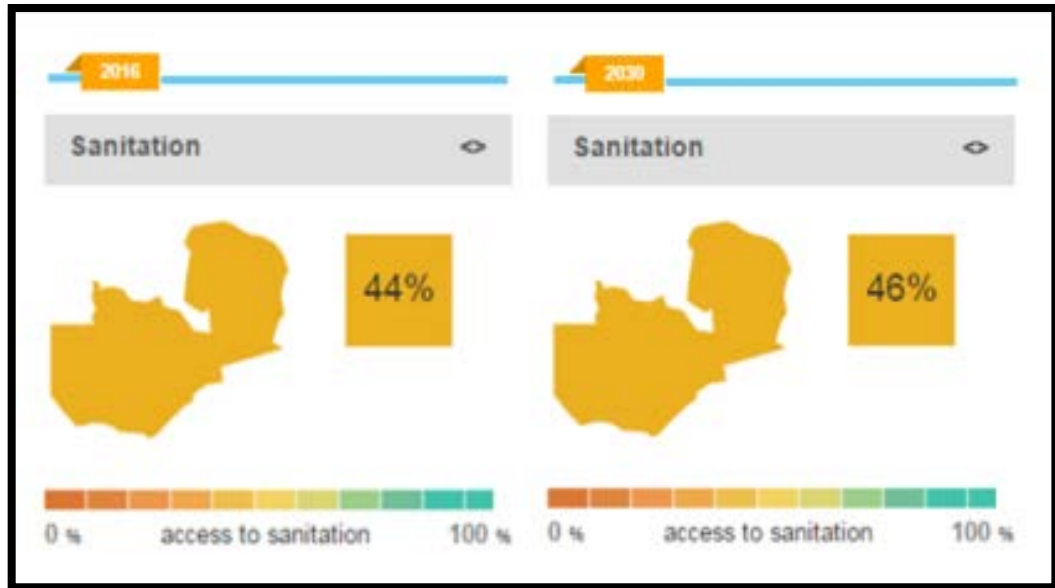 2016
Sanitation <>
44%
0 % access to sanitation 100 %
2030
Sanitation <>
46%
0 % access to sanitation 100 %